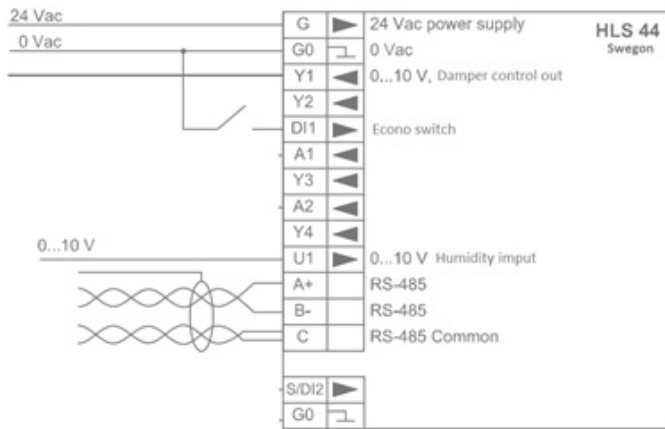 24 Vac G 24 Vac power supply HLS 44
0 Vac G0 0 Vac Swegon
Y1 0...10 V, Damper control out
Y2
DI1 Econo switch
A1
Y3
A2
Y4
0...10 V U1 0...10 V Humidity imput
A+ RS-485
B- RS-485
C RS-485 Common
S/DI2
G0